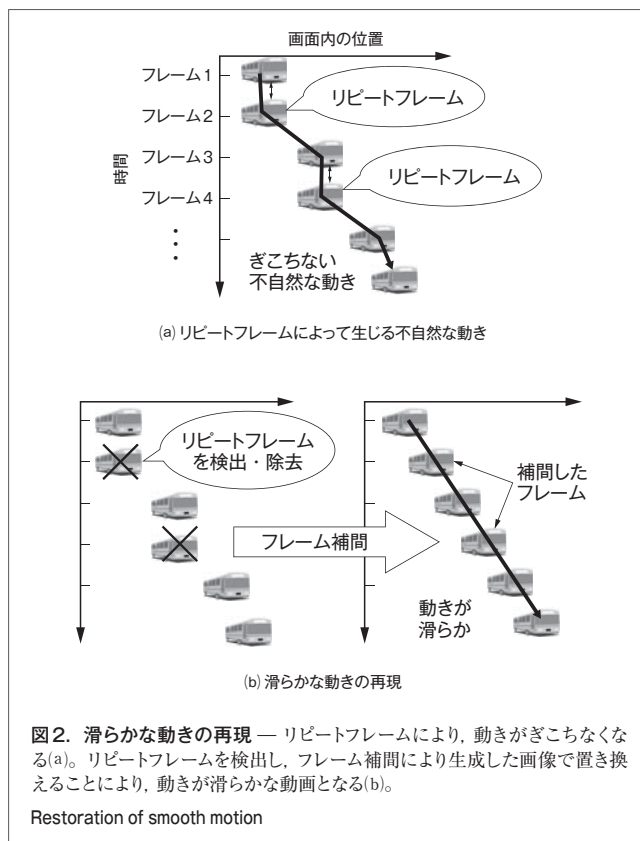 画面内の位置
フレーム1
リピートフレーム
フレーム2
時間
フレーム3
リピートフレーム
フレーム4
・・・
ぎこちない
不自然な動き
(a) リピートフレームによって生じる不自然な動き
リピートフレーム
を検出・除去
フレーム補間
補間した
フレーム
動きが
滑らか
(b) 滑らかな動きの再現
図2. 滑らかな動きの再現 — リピートフレームにより，動きがぎこちなくな
る(a)。リピートフレームを検出し，フレーム補間により生成した画像で置き換
えることにより，動きが滑らかな動画となる(b)。
Restoration of smooth motion